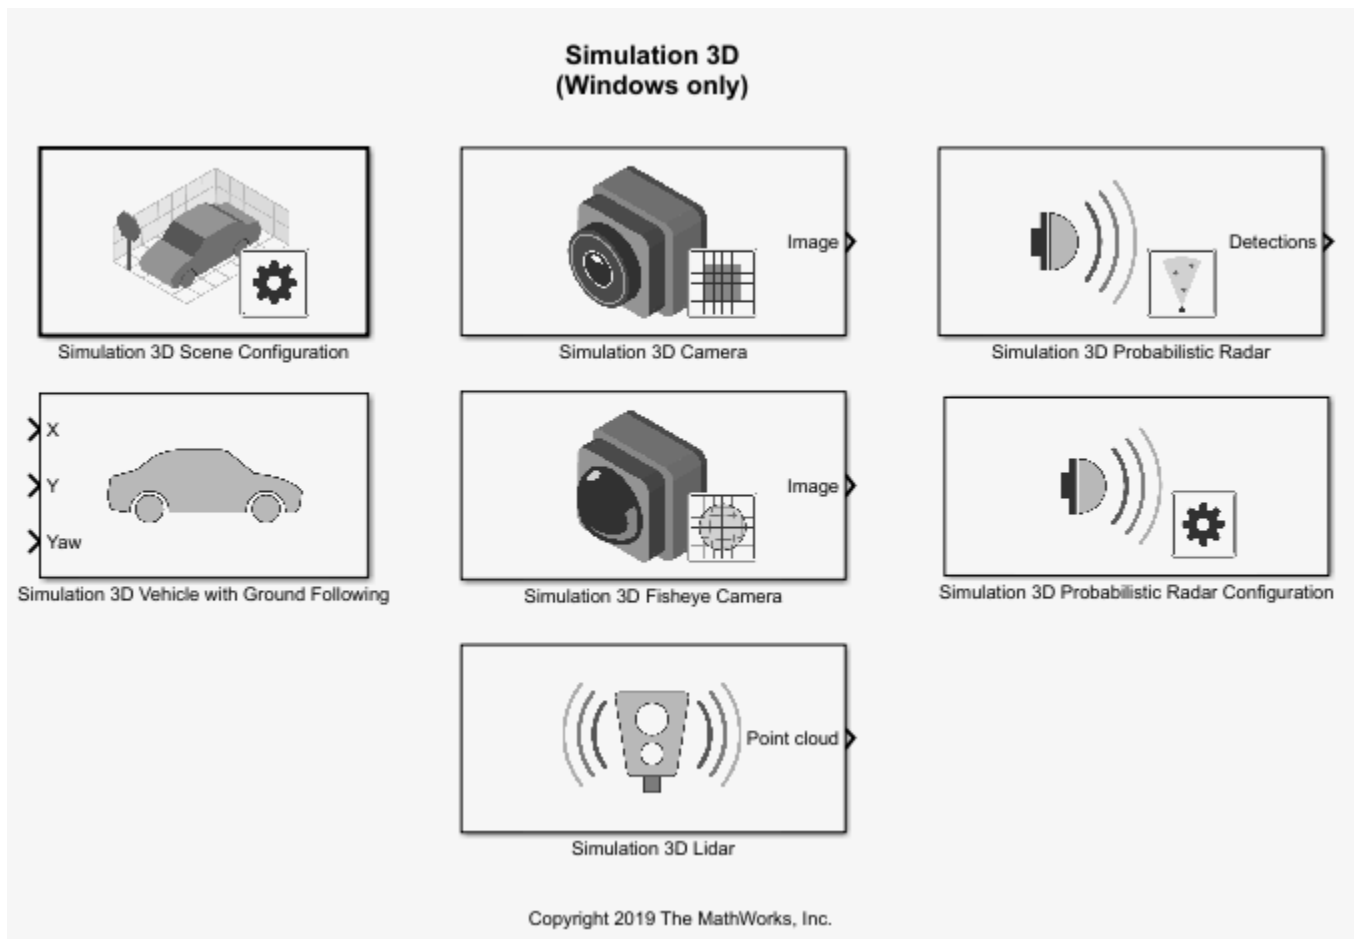 Simulation 3D
(Windows only)
Simulation 3D Scene Configuration
Image
Simulation 3D Camera
Detections
Simulation 3D Probabilistic Radar
X
Y
Yaw
Simulation 3D Vehicle with Ground Following
Image
Simulation 3D Fisheye Camera
Simulation 3D Probabilistic Radar Configuration
Point cloud
Simulation 3D Lidar
Copyright 2019 The MathWorks, Inc.